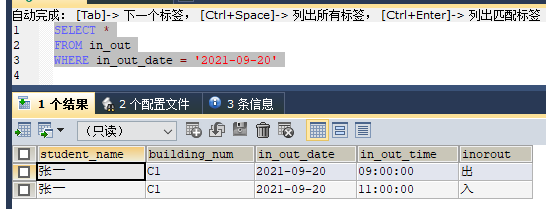 自动完成： [Tab]-> 下一个标签， [Ctrl+Space]-> 列出所有标签， [Ctrl+Enter]-> 列出匹配标签
1 SELECT *
2 FROM in_out
3 WHERE in_out_date = '2021-09-20'
4
1 个结果 2 个配置文件 3 条信息
(只读)
student_name building_num in_out_date in_out_time inorout
张一 C1 2021-09-20 09:00:00 出
张一 C1 2021-09-20 11:00:00 入